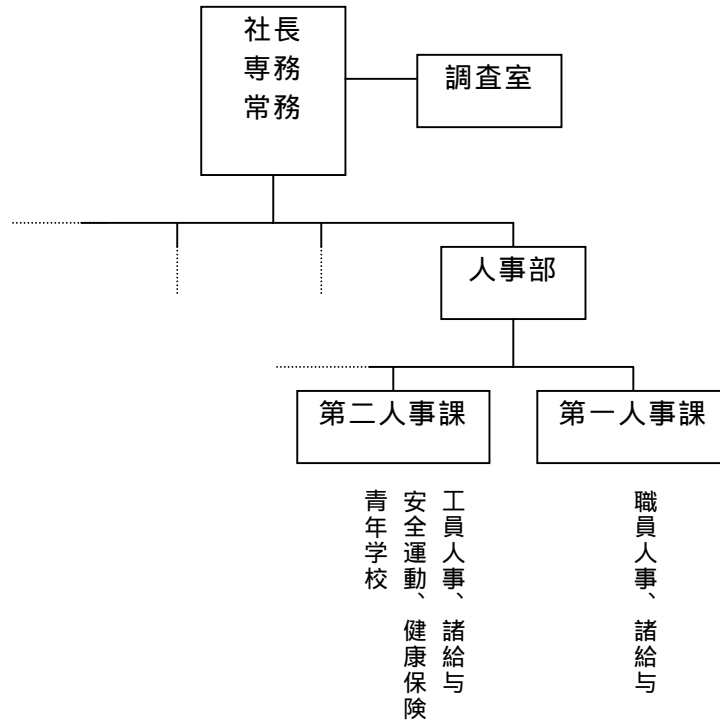 社長
専務
常務
調査室
人事部
第二人事課
第一人事課
職員人事、諸給与
工員人事、諸給与
安全運動、健康保険
青年学校